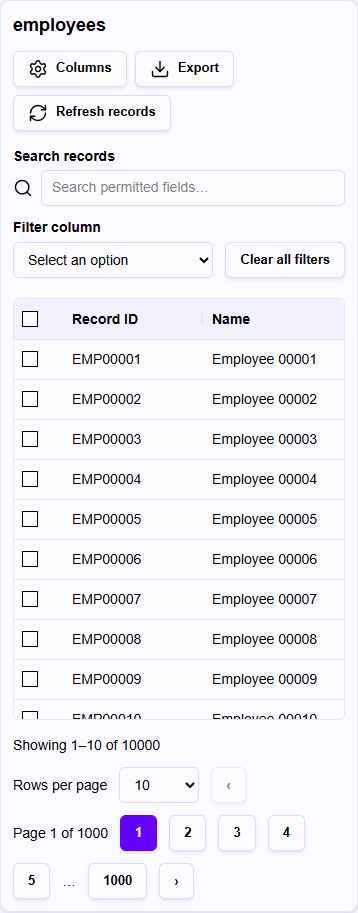 employees
Columns
Export
Refresh records
Search records
Search permitted fields...
Filter column
Select an option
Clear all filters
Record ID Name
EMP00001 Employee 00001
EMP00002 Employee 00002
EMP00003 Employee 00003
EMP00004 Employee 00004
EMP00005 Employee 00005
EMP00006 Employee 00006
EMP00007 Employee 00007
EMP00008 Employee 00008
EMP00009 Employee 00009
EMP00010 Employee 00010
Showing 1–10 of 10000
Rows per page 10 ‹
Page 1 of 1000 1 2 3 4
5 ... 1000 ›